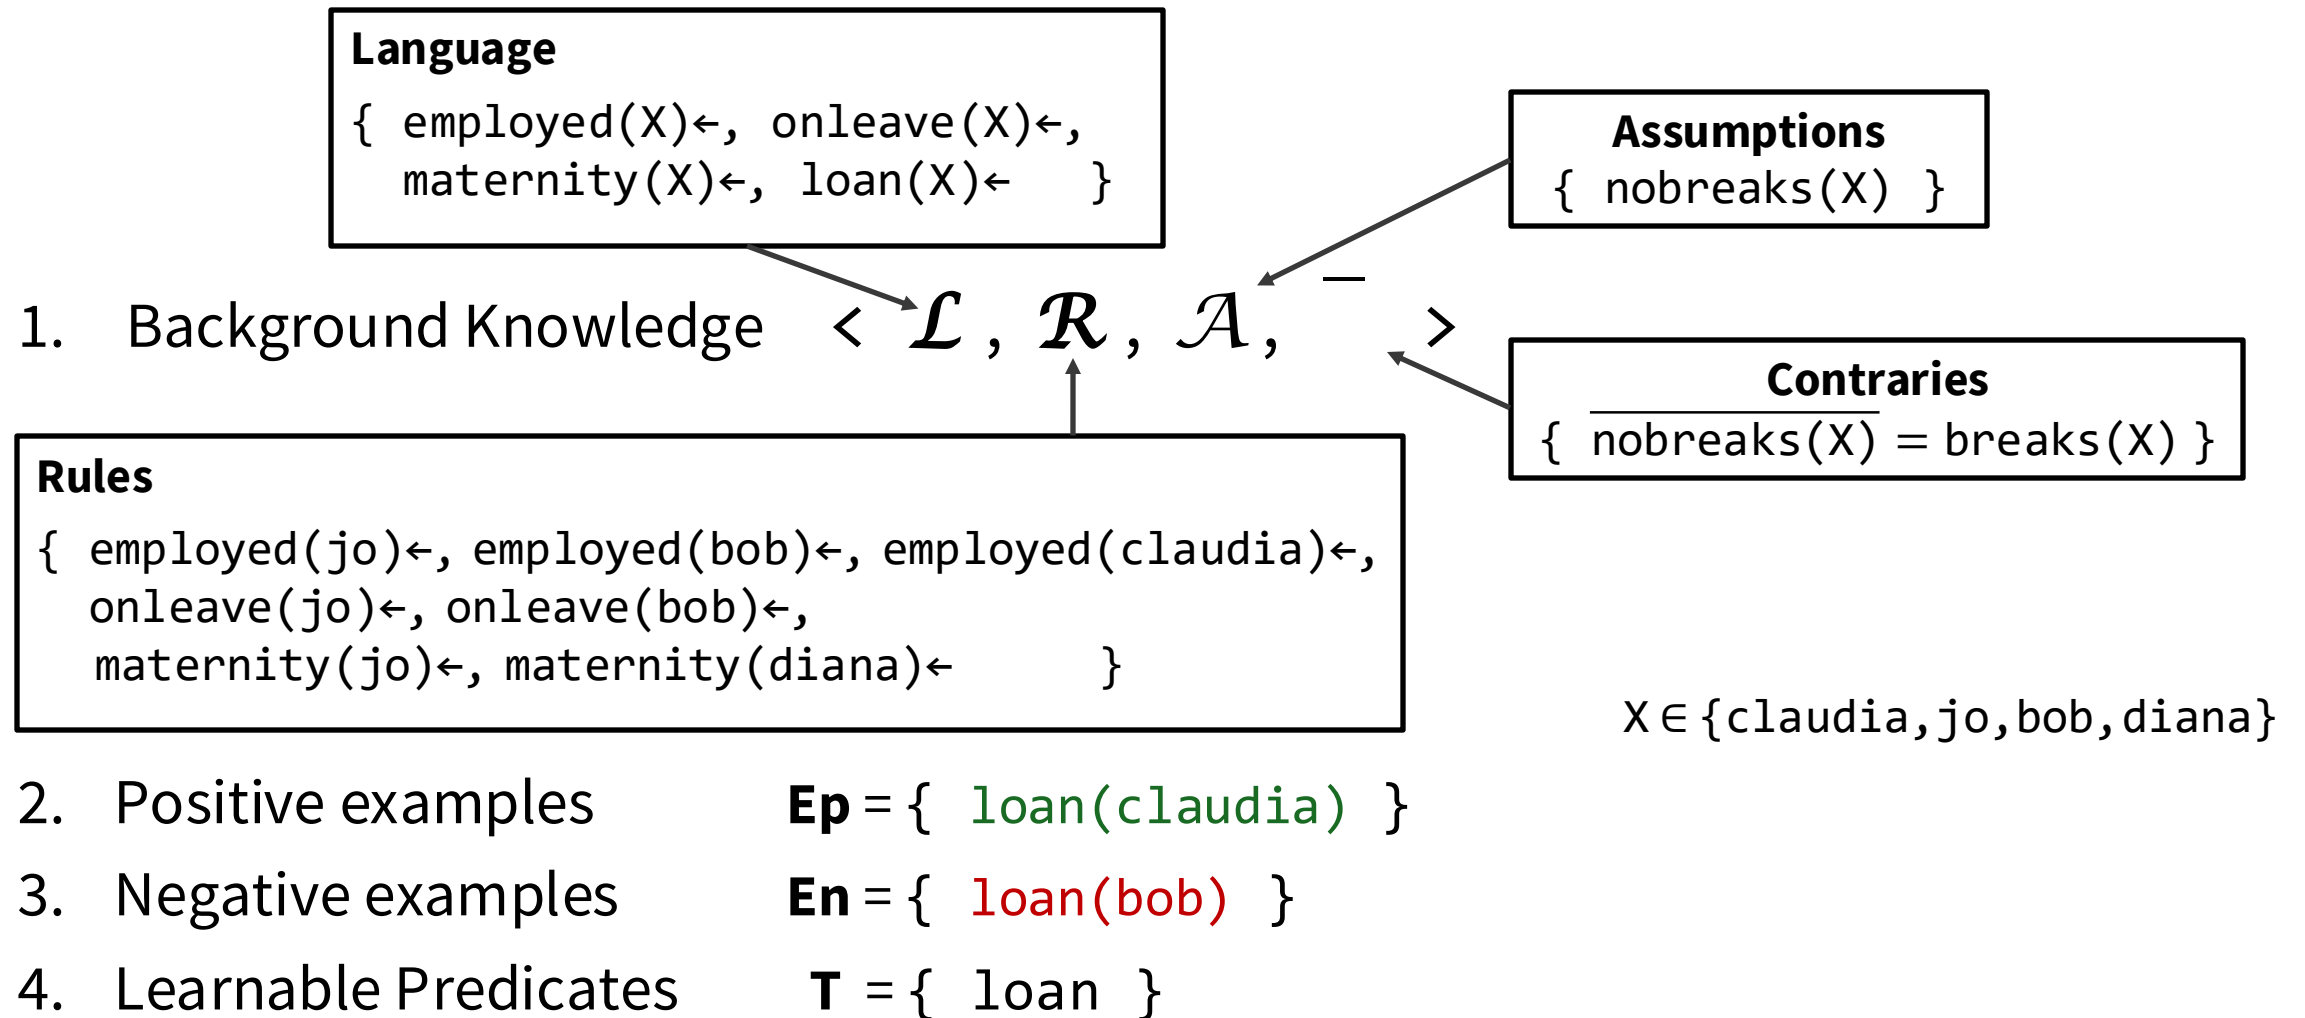 Language
{ employed(X)←, onleave(X)←,
maternity(X)←, loan(X)← }
Assumptions
{ nobreaks(X) }
1. Background Knowledge < ℒ , ℛ , 𝒜, ‾ >
Contraries
{ n̅o̅b̅r̅e̅a̅k̅s̅(̅X̅)̅ = breaks(X) }
Rules
{ employed(jo)←, employed(bob)←, employed(claudia)←,
onleave(jo)←, onleave(bob)←,
maternity(jo)←, maternity(diana)← }
X ∈ {claudia,jo,bob,diana}
2. Positive examples Ep = { loan(claudia) }
3. Negative examples En = { loan(bob) }
4. Learnable Predicates T = { loan }